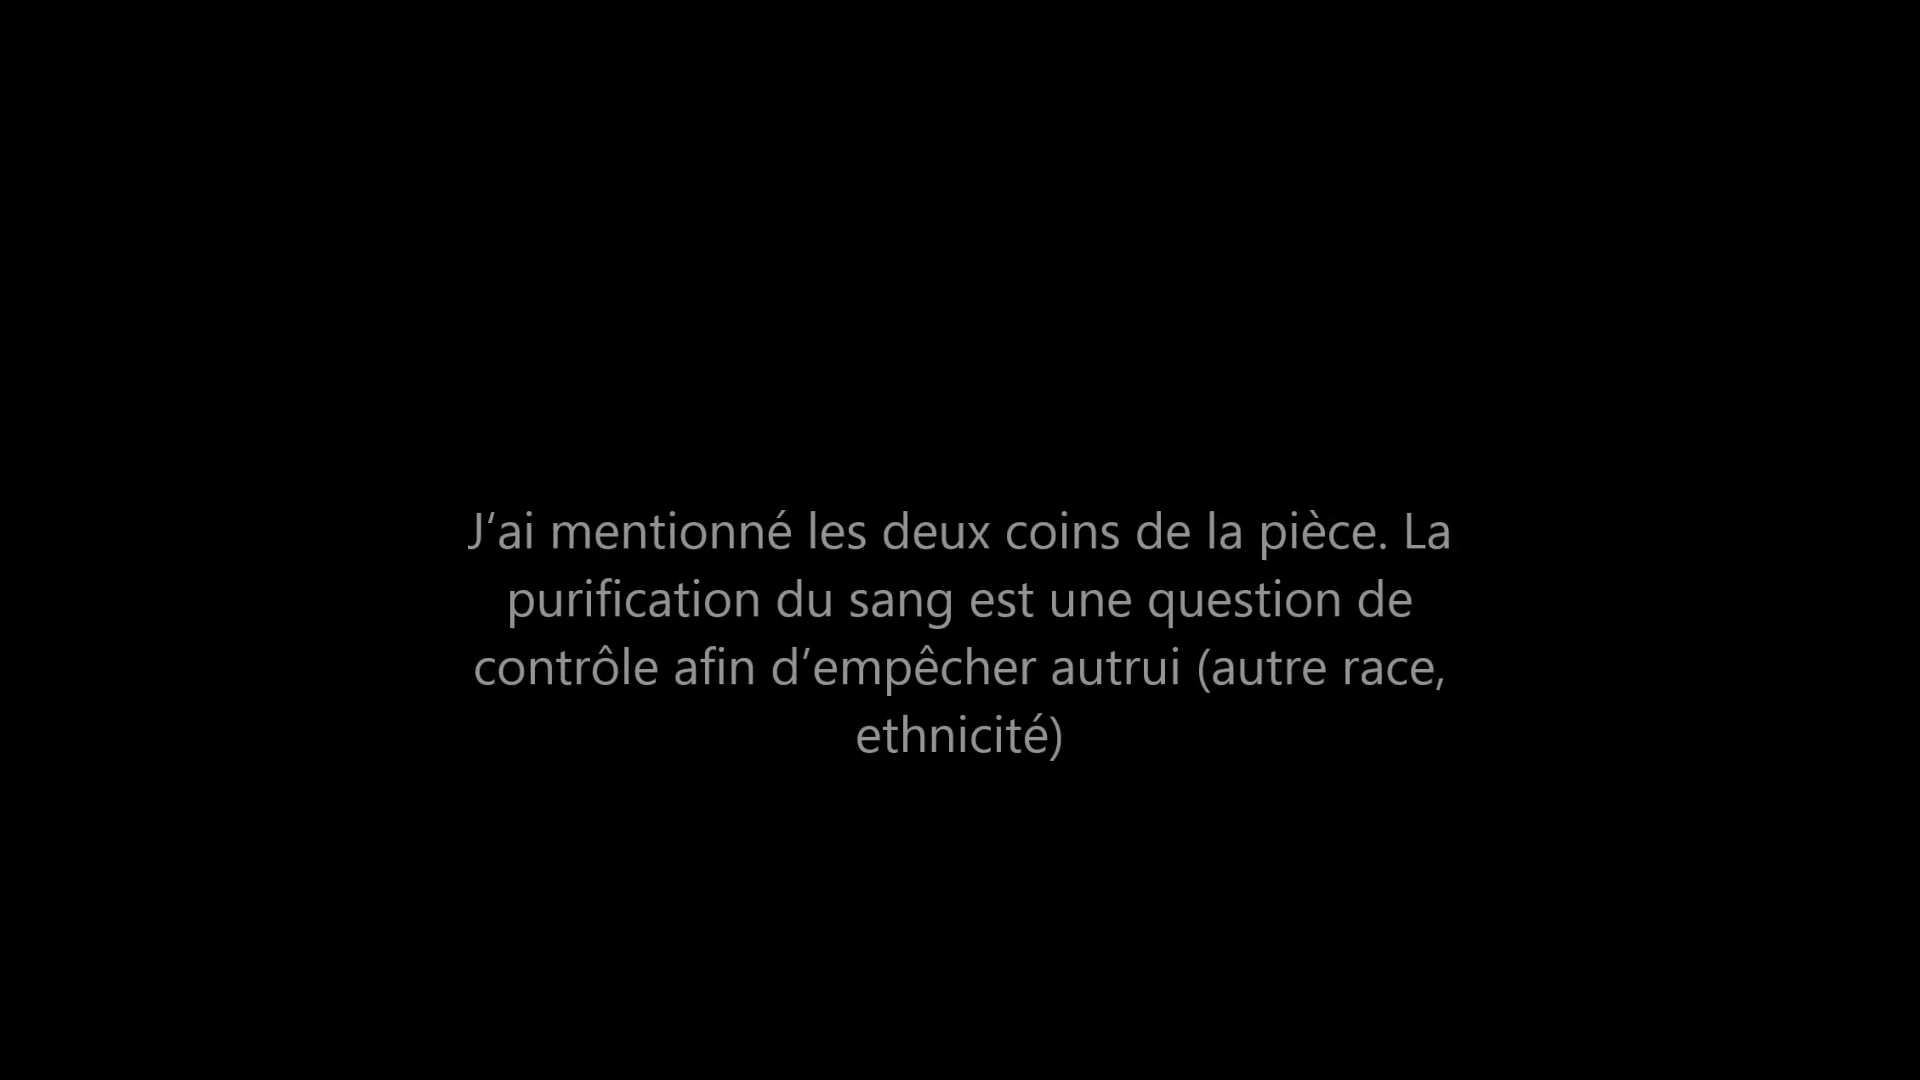 J‘ai mentionné les deux coins de la pièce. La
purification du sang est une question de
contrôle afin d’empêcher autrui (autre race,
ethnicité)